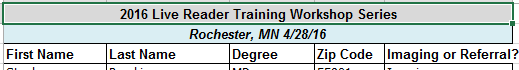 2016 Live Reader Training Workshop Series
Rochester, MN 4/28/16
First Name Last Name Degree Zip Code Imaging or Referral?